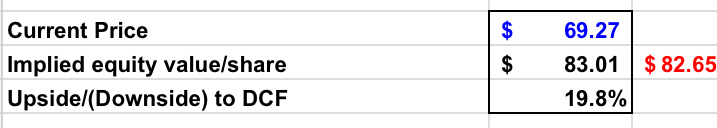 Current Price $ 69.27
Implied equity value/share $ 83.01 $ 82.65
Upside/(Downside) to DCF 19.8%